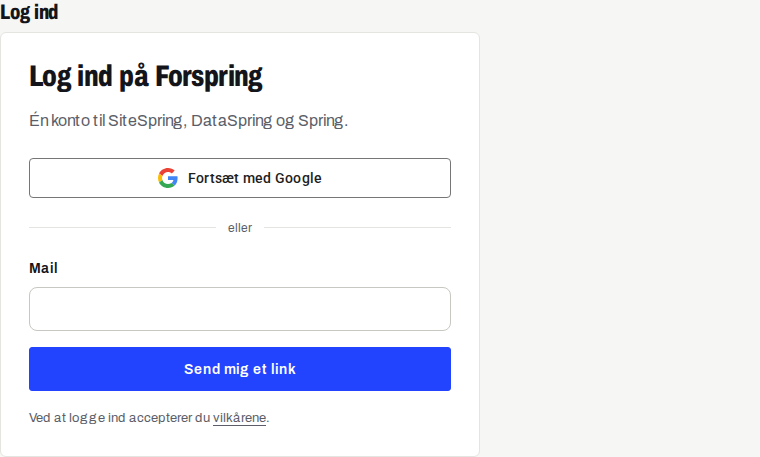 Log ind
Log ind på Forspring
Én konto til SiteSpring, DataSpring og Spring.
Fortsæt med Google
eller
Mail
Send mig et link
Ved at logge ind accepterer du vilkårene.